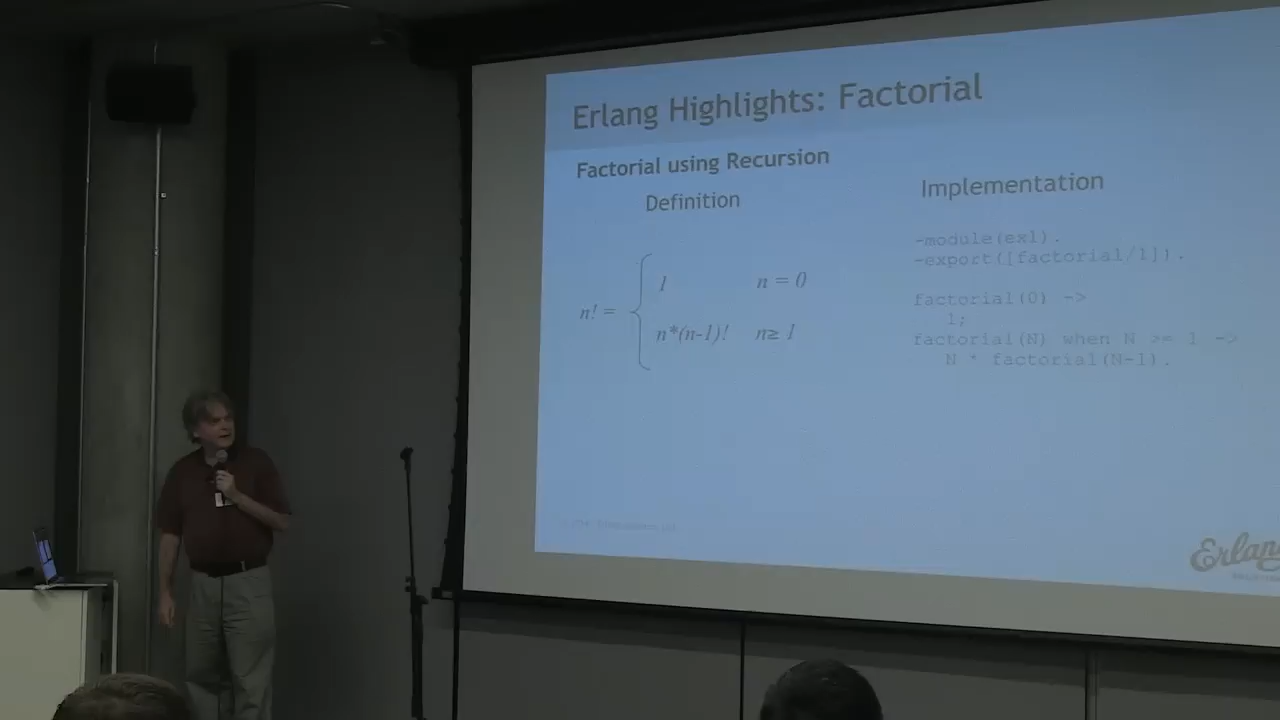 Erlang Highlights: Factorial
Factorial using Recursion
Definition
n! =
1 n = 0
n*(n-1)! n≥ 1
Implementation
-module(ex1).
-export([factorial/1]).
factorial(0) ->
1;
factorial(N) when N >= 1 ->
N * factorial(N-1).
Erlang